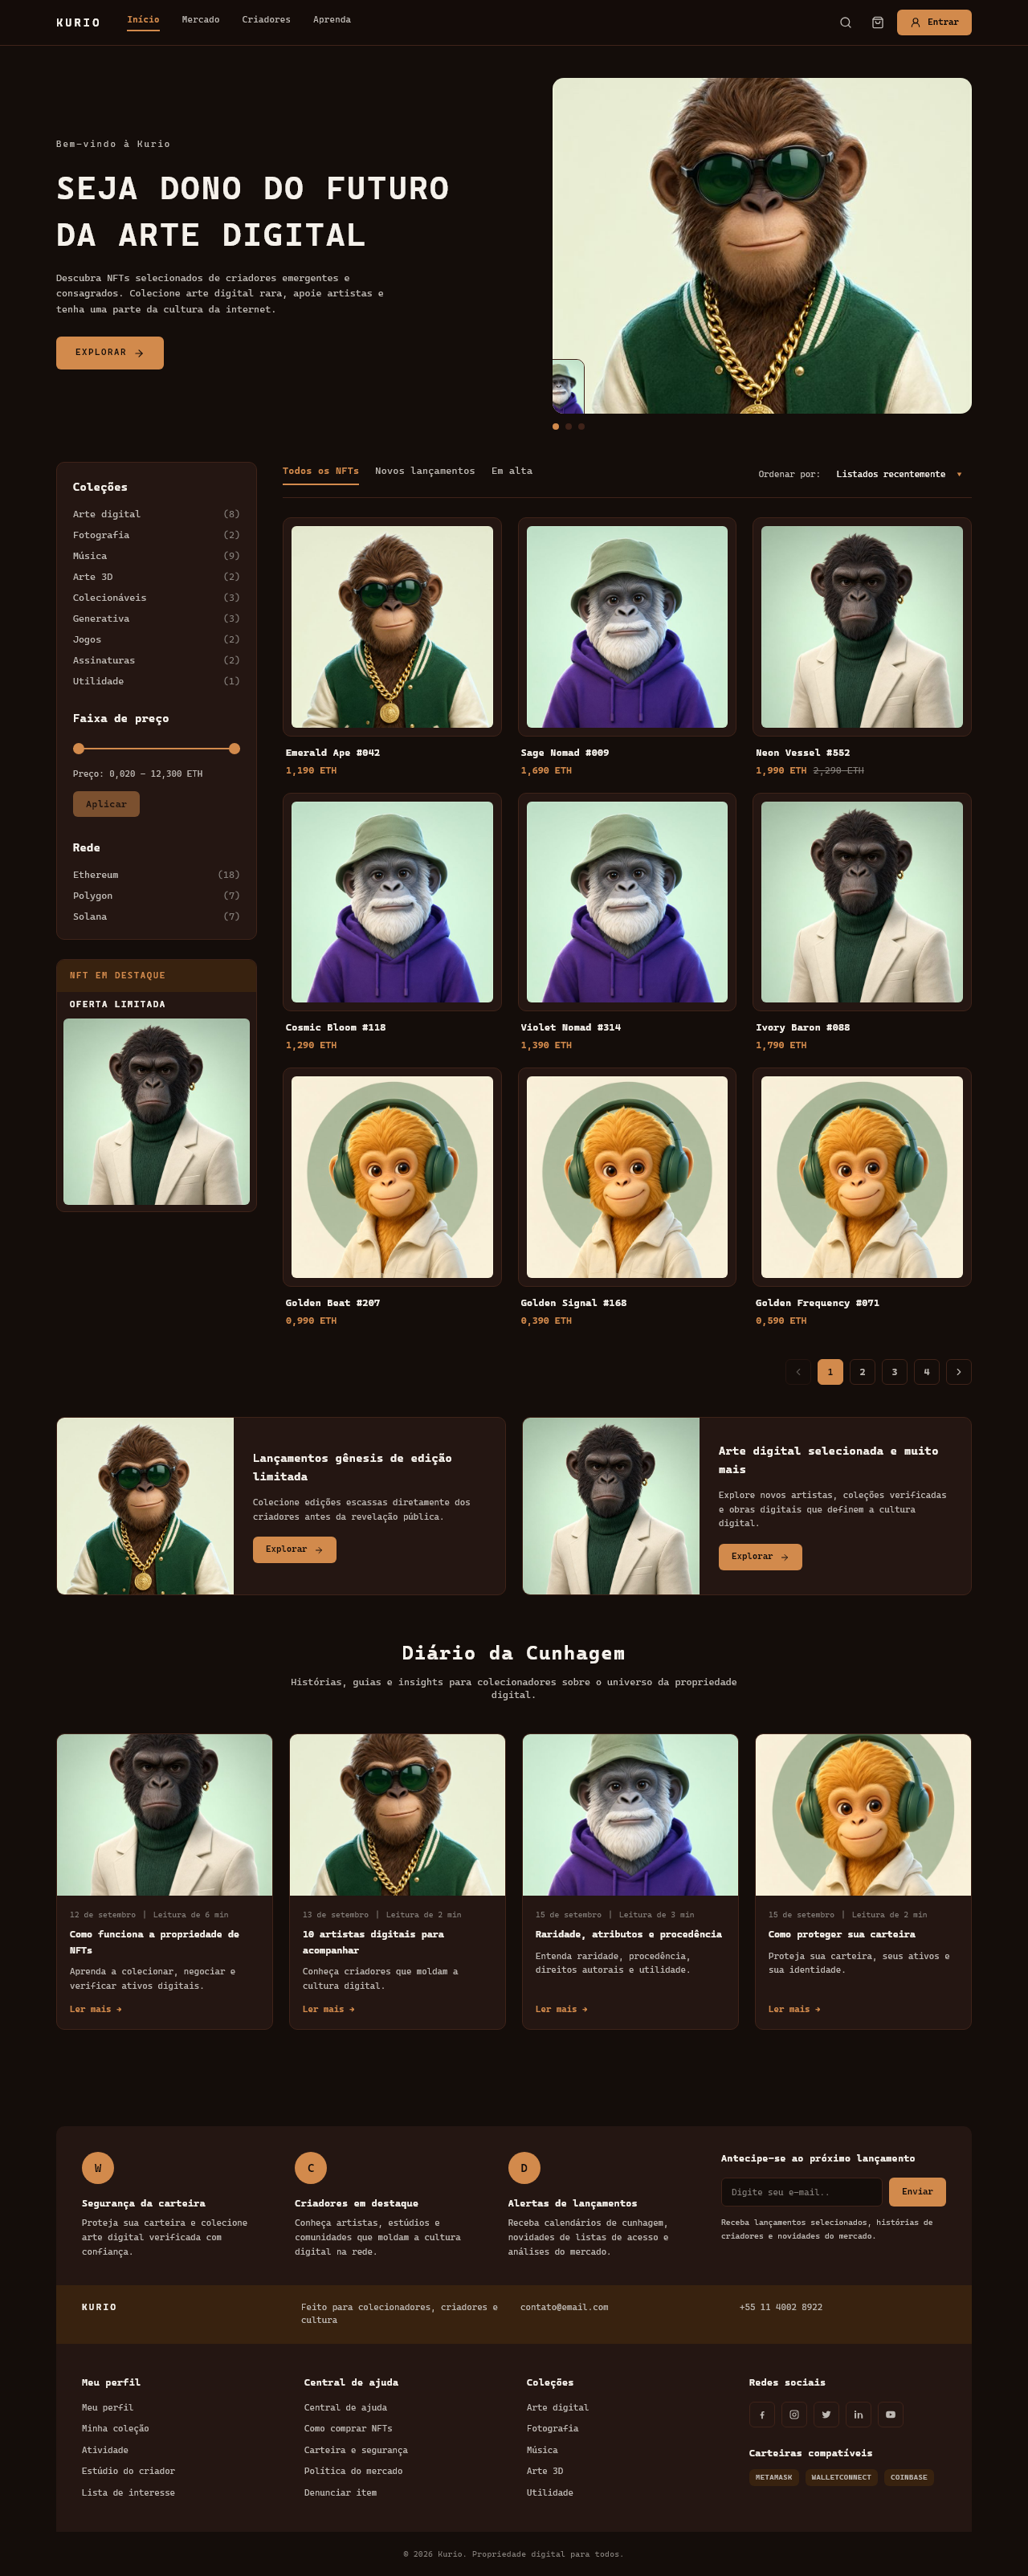 KURIO
Início
Mercado
Criadores
Aprenda
Entrar
Bem-vindo à Kurio
SEJA DONO DO FUTURO
DA ARTE DIGITAL
Descubra NFTs selecionados de criadores emergentes e
consagrados. Colecione arte digital rara, apoie artistas e
tenha uma parte da cultura da internet.
EXPLORAR →
Coleções
Arte digital (8)
Fotografia (2)
Música (9)
Arte 3D (2)
Colecionáveis (3)
Generativa (3)
Jogos (2)
Assinaturas (2)
Utilidade (1)
Faixa de preço
Preço: 0,020 – 12,300 ETH
Aplicar
Rede
Ethereum (18)
Polygon (7)
Solana (7)
NFT EM DESTAQUE
OFERTA LIMITADA
Todos os NFTs
Novos lançamentos
Em alta
Ordenar por: Listados recentemente
Emerald Ape #042
1,190 ETH
Sage Nomad #009
1,690 ETH
Neon Vessel #552
1,990 ETH 2,290 ETH
Cosmic Bloom #118
1,290 ETH
Violet Nomad #314
1,390 ETH
Ivory Baron #088
1,790 ETH
Golden Beat #207
0,990 ETH
Golden Signal #168
0,390 ETH
Golden Frequency #071
0,590 ETH
1 2 3 4
Lançamentos gênesis de edição
limitada
Colecione edições escassas diretamente dos
criadores antes da revelação pública.
Explorar →
Arte digital selecionada e muito
mais
Explore novos artistas, coleções verificadas
e obras digitais que definem a cultura
digital.
Explorar →
Diário da Cunhagem
Histórias, guias e insights para colecionadores sobre o universo da propriedade
digital.
12 de setembro | Leitura de 6 min
Como funciona a propriedade de
NFTs
Aprenda a colecionar, negociar e
verificar ativos digitais.
Ler mais →
13 de setembro | Leitura de 2 min
10 artistas digitais para
acompanhar
Conheça criadores que moldam a
cultura digital.
Ler mais →
15 de setembro | Leitura de 3 min
Raridade, atributos e procedência
Entenda raridade, procedência,
direitos autorais e utilidade.
Ler mais →
15 de setembro | Leitura de 2 min
Como proteger sua carteira
Proteja sua carteira, seus ativos e
sua identidade.
Ler mais →
W
Segurança da carteira
Proteja sua carteira e colecione
arte digital verificada com
confiança.
C
Criadores em destaque
Conheça artistas, estúdios e
comunidades que moldam a cultura
digital na rede.
D
Alertas de lançamentos
Receba calendários de cunhagem,
novidades de listas de acesso e
análises do mercado.
Antecipe-se ao próximo lançamento
Digite seu e-mail..
Enviar
Receba lançamentos selecionados, histórias de
criadores e novidades do mercado.
KURIO
Feito para colecionadores, criadores e
cultura
contato@email.com
+55 11 4002 8922
Meu perfil
Meu perfil
Minha coleção
Atividade
Estúdio do criador
Lista de interesse
Central de ajuda
Central de ajuda
Como comprar NFTs
Carteira e segurança
Política do mercado
Denunciar item
Coleções
Arte digital
Fotografia
Música
Arte 3D
Utilidade
Redes sociais
Carteiras compatíveis
METAMASK
WALLETCONNECT
COINBASE
© 2026 Kurio. Propriedade digital para todos.